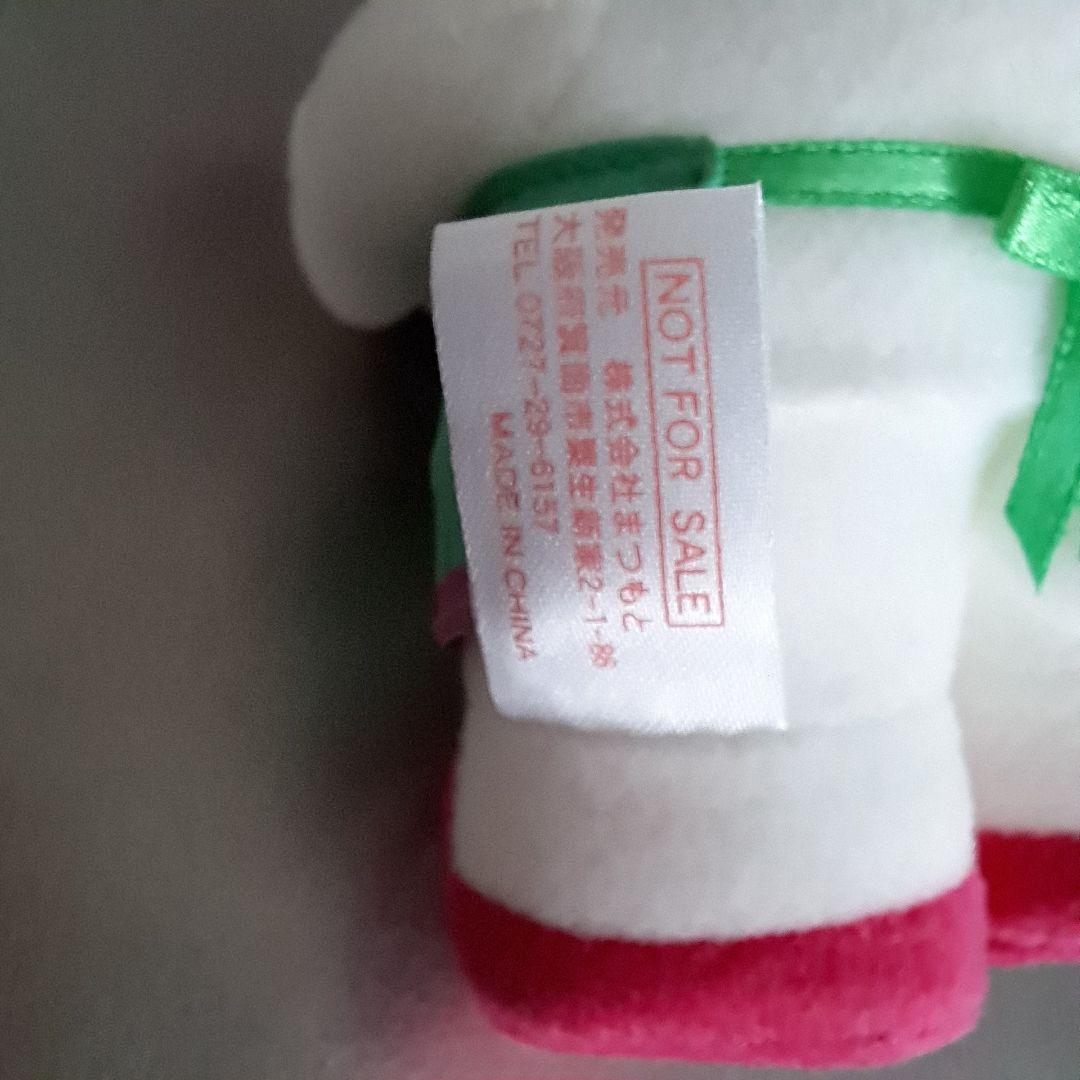 NOT FOR SALE
発売元 株式会社まつもと
大阪府箕面市粟生新家2-1-86
TEL 0727-29-6157
MADE IN CHINA